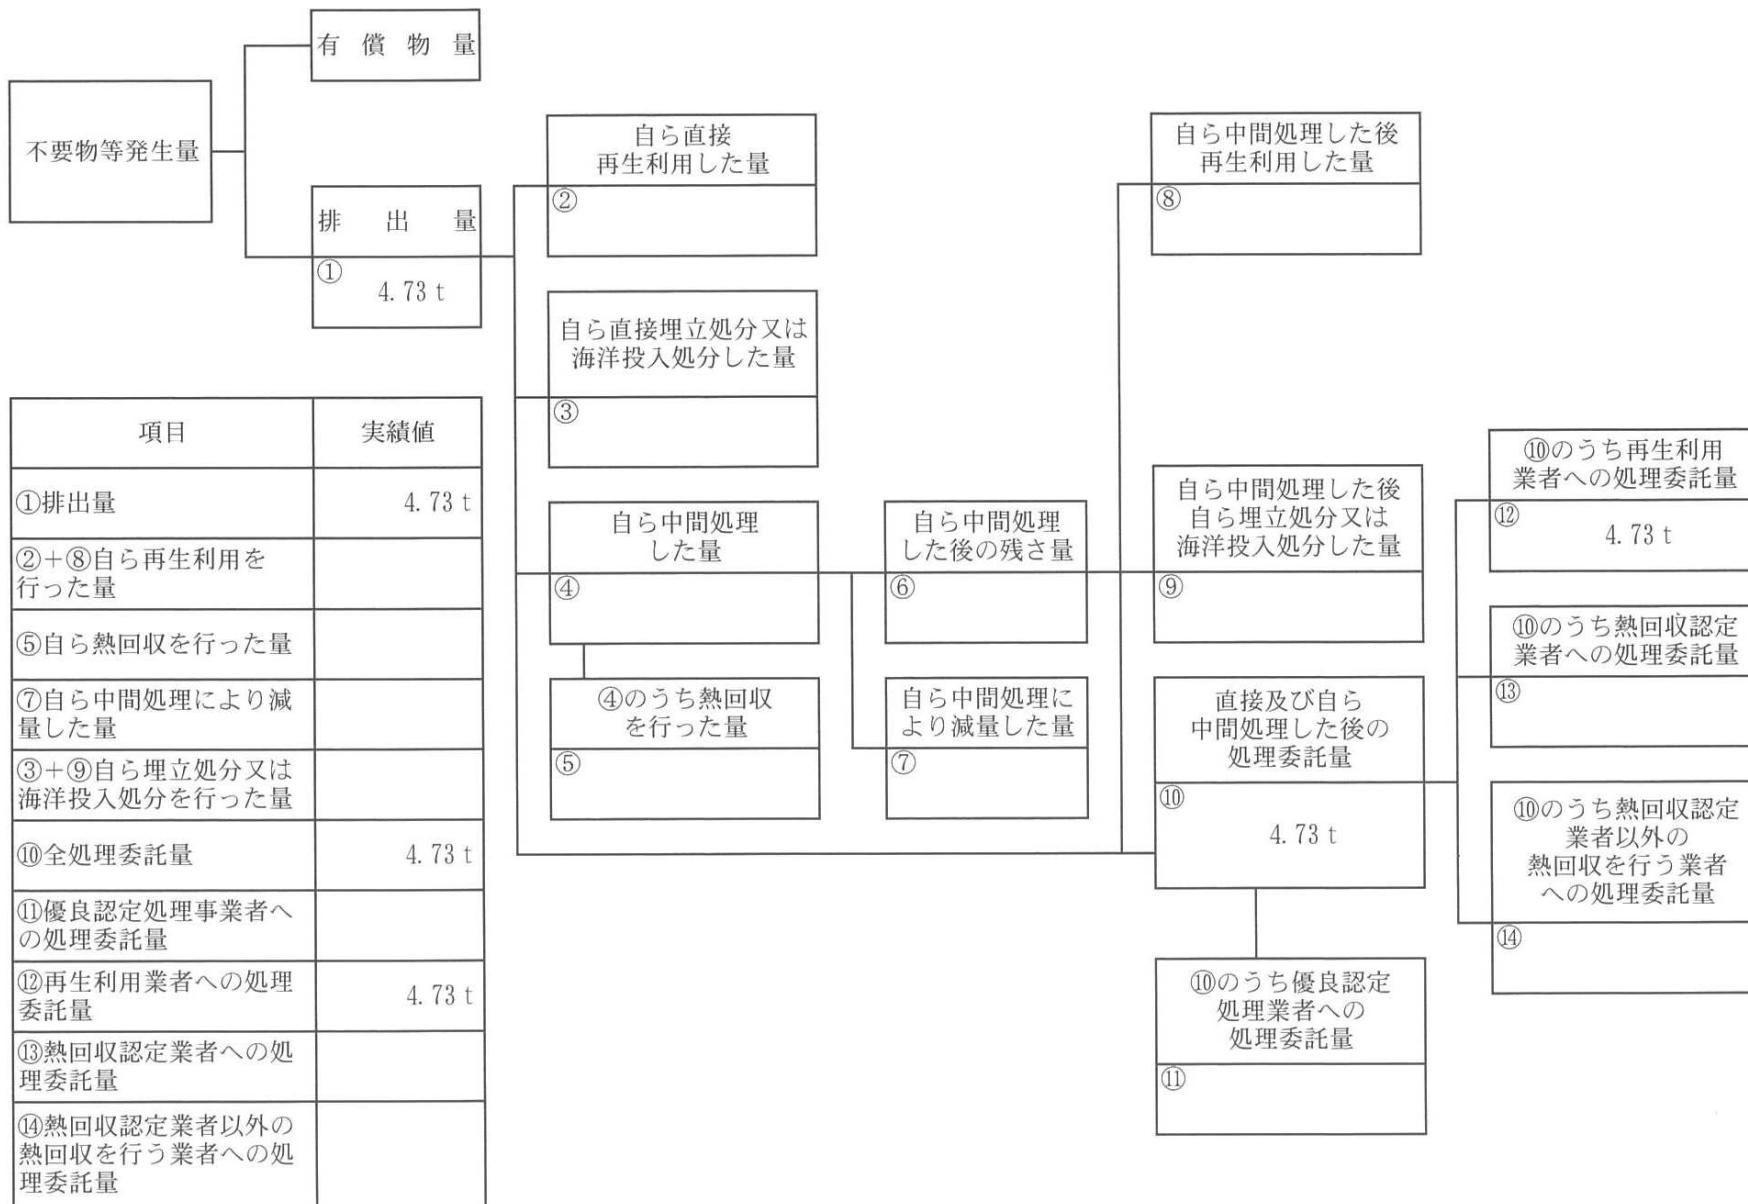 有償物量
不要物等発生量
排出量
①
4.73 t
自ら直接
再生利用した量
②
自ら直接埋立処分又は
海洋投入処分した量
③
自ら中間処理
した量
④
④のうち熱回収
を行った量
⑤
自ら中間処理
した後の残さ量
⑥
自ら中間処理に
より減量した量
⑦
自ら中間処理した後
再生利用した量
⑧
自ら中間処理した後
自ら埋立処分又は
海洋投入処分した量
⑨
直接及び自ら
中間処理した後の
処理委託量
⑩
4.73 t
⑩のうち優良認定
処理業者への
処理委託量
⑪
⑩のうち再生利用
業者への処理委託量
⑫
4.73 t
⑩のうち熱回収認定
業者への処理委託量
⑬
⑩のうち熱回収認定
業者以外の
熱回収を行う業者
への処理委託量
⑭
項目 実績値
①排出量 4.73 t
②+⑧自ら再生利用を
行った量
⑤自ら熱回収を行った量
⑦自ら中間処理により減
量した量
③+⑨自ら埋立処分又は
海洋投入処分を行った量
⑩全処理委託量 4.73 t
⑪優良認定処理事業者へ
の処理委託量
⑫再生利用業者への処理
委託量 4.73 t
⑬熱回収認定業者への処
理委託量
⑭熱回収認定業者以外の
熱回収を行う業者への処
理委託量